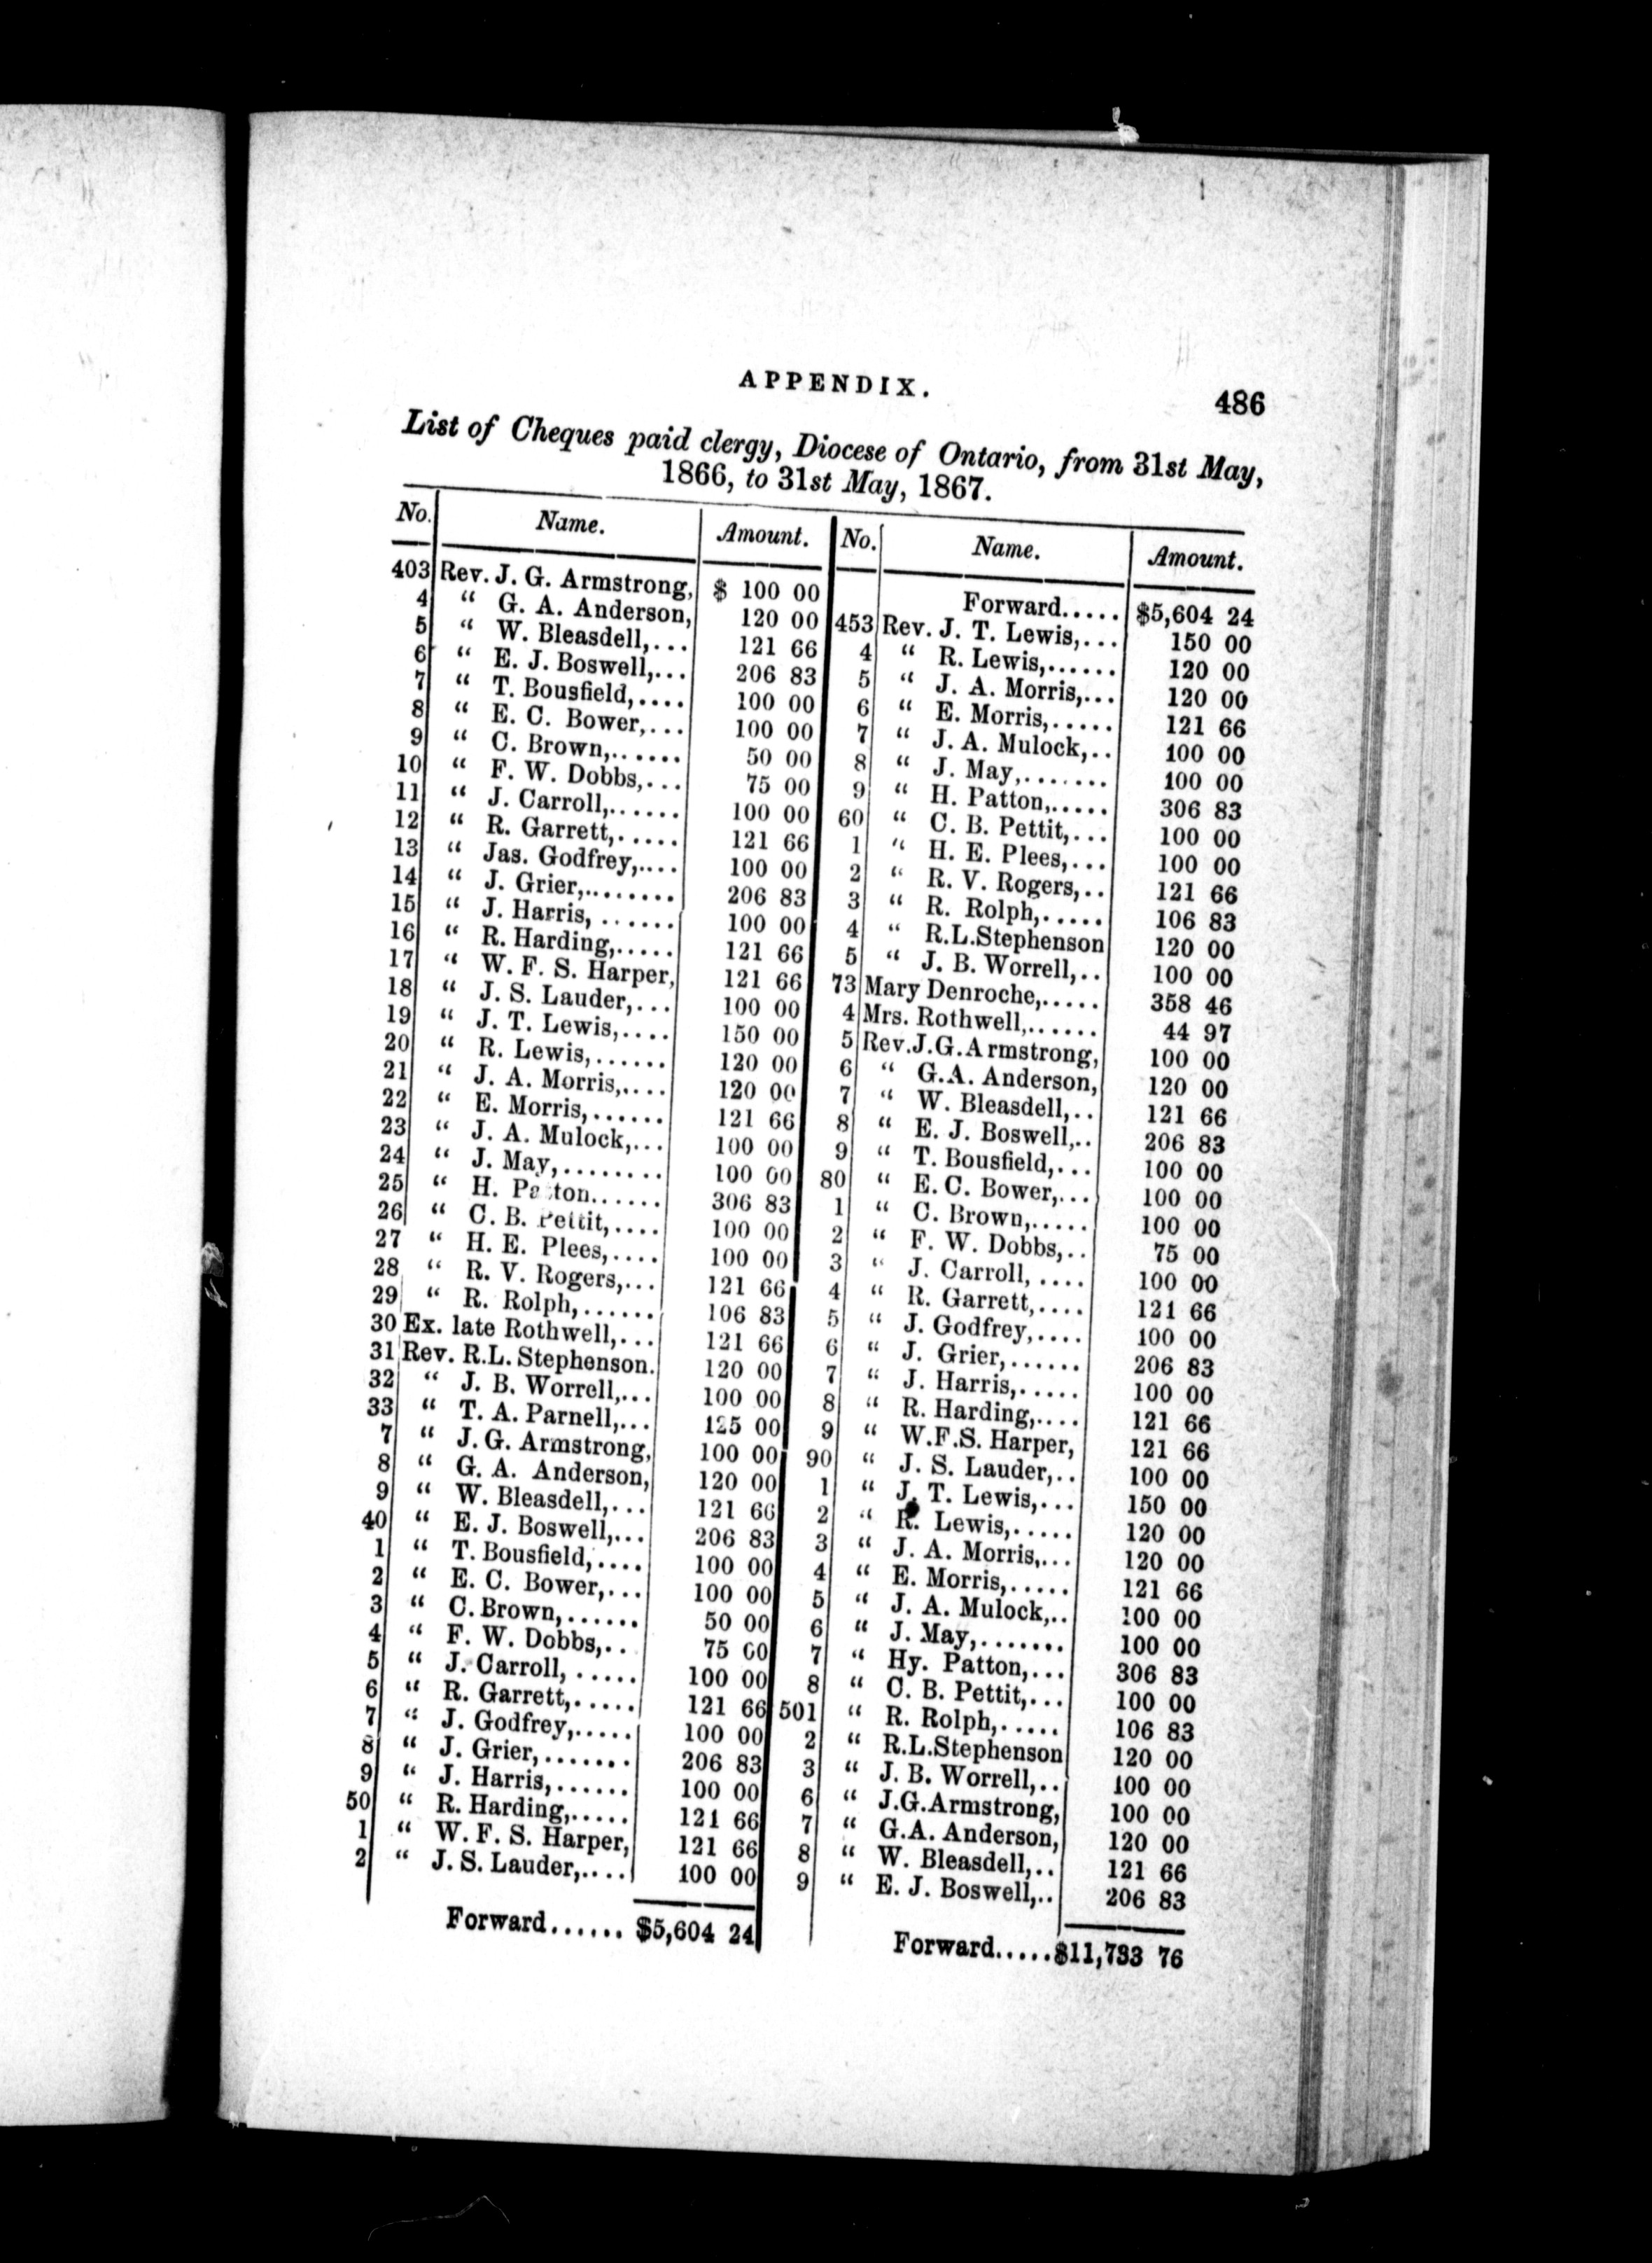 APPENDIX.
486
List of Cheques paid clergy, Diocese of Ontario, from 31st May,
1866, to 31st May, 1867.
No. Name. Amount.
403 Rev. J. G. Armstrong, $ 100 00
4 " G. A. Anderson, 120 00
5 " W. Bleasdell,... 121 66
6 " E. J. Boswell,... 206 83
7 " T. Bousfield,.... 100 00
8 " E. C. Bower,... 100 00
9 " C. Brown,...... 50 00
10 " F. W. Dobbs,... 75 00
11 " J. Carroll,...... 100 00
12 " R. Garrett,..... 121 66
13 " Jas. Godfrey,.... 100 00
14 " J. Grier,........ 206 83
15 " J. Harris, ...... 100 00
16 " R. Harding,..... 121 66
17 " W. F. S. Harper, 121 66
18 " J. S. Lauder,... 100 00
19 " J. T. Lewis,.... 150 00
20 " R. Lewis,...... 120 00
21 " J. A. Morris,.... 120 00
22 " E. Morris,...... 121 66
23 " J. A. Mulock,... 100 00
24 " J. May,........ 100 00
25 " H. Patton...... 306 83
26 " C. B. Pettit,.... 100 00
27 " H. E. Plees,.... 100 00
28 " R. V. Rogers,... 121 66
29 " R. Rolph,...... 106 83
30 Ex. late Rothwell,... 121 66
31 Rev. R.L. Stephenson. 120 00
32 " J. B. Worrell,... 100 00
33 " T. A. Parnell,... 125 00
7 " J. G. Armstrong, 100 00
8 " G. A. Anderson, 120 00
9 " W. Bleasdell,... 121 66
40 " E. J. Boswell,... 206 83
1 " T. Bousfield,.... 100 00
2 " E. C. Bower,... 100 00
3 " C. Brown,...... 50 00
4 " F. W. Dobbs,.. 75 00
5 " J. Carroll, ..... 100 00
6 " R. Garrett,..... 121 66
7 " J. Godfrey,..... 100 00
8 " J. Grier,....... 206 83
9 " J. Harris,...... 100 00
50 " R. Harding,..... 121 66
1 " W. F. S. Harper, 121 66
2 " J. S. Lauder,.... 100 00
Forward...... $5,604 24
No. Name. Amount.
Forward..... $5,604 24
453 Rev. J. T. Lewis,... 150 00
4 " R. Lewis,...... 120 00
5 " J. A. Morris,... 120 00
6 " E. Morris,..... 121 66
7 " J. A. Mulock,.. 100 00
8 " J. May,....... 100 00
9 " H. Patton,..... 306 83
60 " C. B. Pettit,... 100 00
1 " H. E. Plees,... 100 00
2 " R. V. Rogers,.. 121 66
3 " R. Rolph,..... 106 83
4 " R.L.Stephenson 120 00
5 " J. B. Worrell,.. 100 00
73 Mary Denroche,..... 358 46
4 Mrs. Rothwell,...... 44 97
5 Rev.J.G.Armstrong, 100 00
6 " G.A. Anderson, 120 00
7 " W. Bleasdell,.. 121 66
8 " E. J. Boswell,.. 206 83
9 " T. Bousfield,... 100 00
80 " E. C. Bower,... 100 00
1 " C. Brown,..... 100 00
2 " F. W. Dobbs,.. 75 00
3 " J. Carroll, .... 100 00
4 " R. Garrett,.... 121 66
5 " J. Godfrey,.... 100 00
6 " J. Grier,...... 206 83
7 " J. Harris,..... 100 00
8 " R. Harding,.... 121 66
9 " W.F.S. Harper, 121 66
90 " J. S. Lauder,.. 100 00
1 " J. T. Lewis,... 150 00
2 " R. Lewis,..... 120 00
3 " J. A. Morris,... 120 00
4 " E. Morris,..... 121 66
5 " J. A. Mulock,.. 100 00
6 " J. May,....... 100 00
7 " Hy. Patton,... 306 83
8 " C. B. Pettit,... 100 00
501 " R. Rolph,..... 106 83
2 " R.L.Stephenson 120 00
3 " J. B. Worrell,.. 100 00
6 " J.G.Armstrong, 100 00
7 " G.A. Anderson, 120 00
8 " W. Bleasdell,.. 121 66
9 " E. J. Boswell,.. 206 83
Forward.....$11,733 76